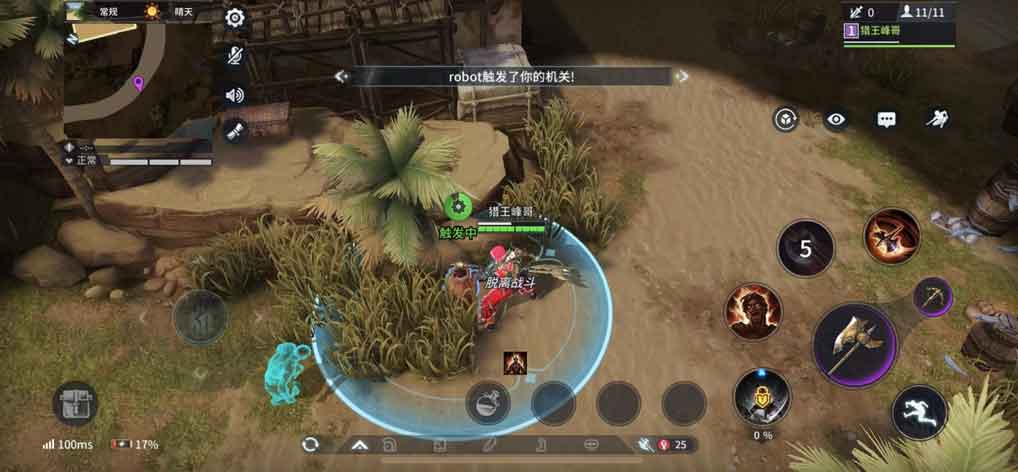 常规 晴天
0 11/11
1 猎王峰哥
robot触发了你的机关!
N
--:--
正常
猎王峰哥
触发中
脱离战斗
5
0 %
100ms 17%
25